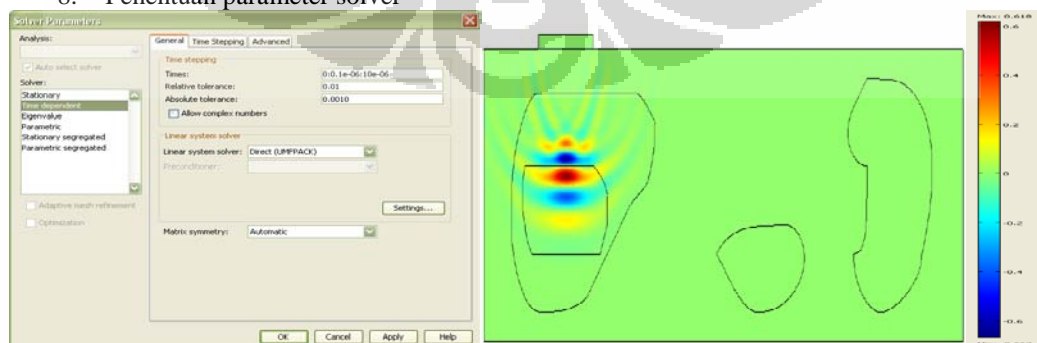 Penentuan parameter solver
Solver Parameters
Analysis:
Auto select solver
Solver:
Stationary
Time dependent
Eigenvalue
Parametric
Stationary segregated
Parametric segregated
Adaptive mesh refinement
Optimization
General Time Stepping Advanced
Time stepping
Times: 0:0.1e-06:10e-06
Relative tolerance: 0.01
Absolute tolerance: 0.0010
Allow complex numbers
Linear system solver
Linear system solver: Direct (UMFPACK)
Preconditioner:
Settings...
Matrix symmetry: Automatic
OK Cancel Apply Help
Max: 0.618
0.6
0.4
0.2
0
-0.2
-0.4
-0.6